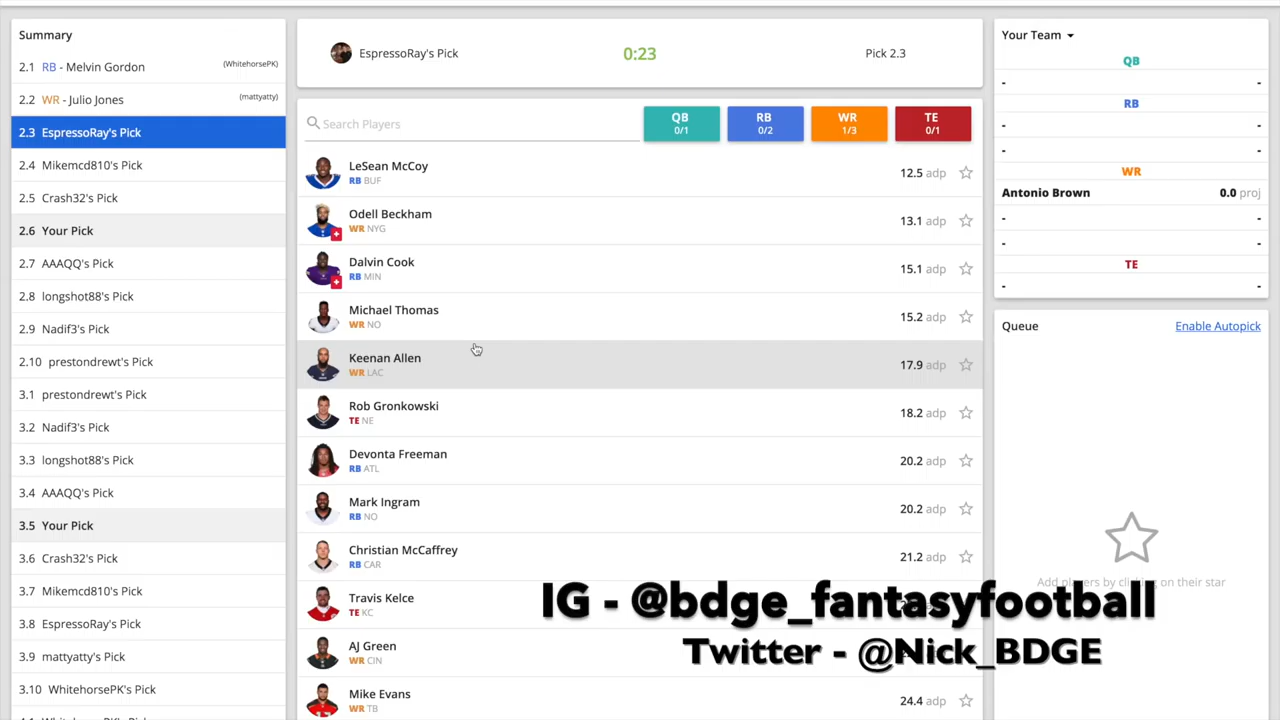 Summary
2.1 RB - Melvin Gordon (WhitehorsePK)
2.2 WR - Julio Jones (mattyatty)
2.3 EspressoRay's Pick
2.4 Mikemcd810's Pick
2.5 Crash32's Pick
2.6 Your Pick
2.7 AAAQQ's Pick
2.8 longshot88's Pick
2.9 Nadif3's Pick
2.10 prestondrewt's Pick
3.1 prestondrewt's Pick
3.2 Nadif3's Pick
3.3 longshot88's Pick
3.4 AAAQQ's Pick
3.5 Your Pick
3.6 Crash32's Pick
3.7 Mikemcd810's Pick
3.8 EspressoRay's Pick
3.9 mattyatty's Pick
3.10 WhitehorsePK's Pick
EspressoRay's Pick 0:23 Pick 2.3
Search Players
QB
0/1
RB
0/2
WR
1/3
TE
0/1
LeSean McCoy
RB BUF
12.5 adp
Odell Beckham
WR NYG
13.1 adp
Dalvin Cook
RB MIN
15.1 adp
Michael Thomas
WR NO
15.2 adp
Keenan Allen
WR LAC
17.9 adp
Rob Gronkowski
TE NE
18.2 adp
Devonta Freeman
RB ATL
20.2 adp
Mark Ingram
RB NO
20.2 adp
Christian McCaffrey
RB CAR
21.2 adp
Travis Kelce
TE KC
AJ Green
WR CIN
Mike Evans
WR TB
24.4 adp
Your Team
QB
- -
RB
- -
- -
WR
Antonio Brown 0.0 proj
- -
- -
TE
- -
Queue Enable Autopick
Add players by clicking on their star
IG - @bdge_fantasyfootball
Twitter - @Nick_BDGE